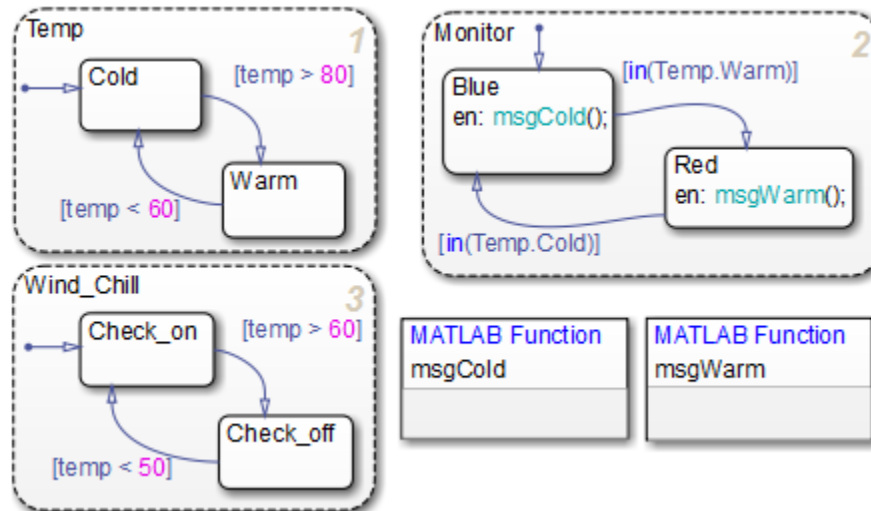 Temp
1
Cold
[temp > 80]
Warm
[temp < 60]
Monitor
2
[in(Temp.Warm)]
Blue
en: msgCold();
Red
en: msgWarm();
[in(Temp.Cold)]
Wind_Chill
3
Check_on
[temp > 60]
Check_off
[temp < 50]
MATLAB Function
msgCold
MATLAB Function
msgWarm